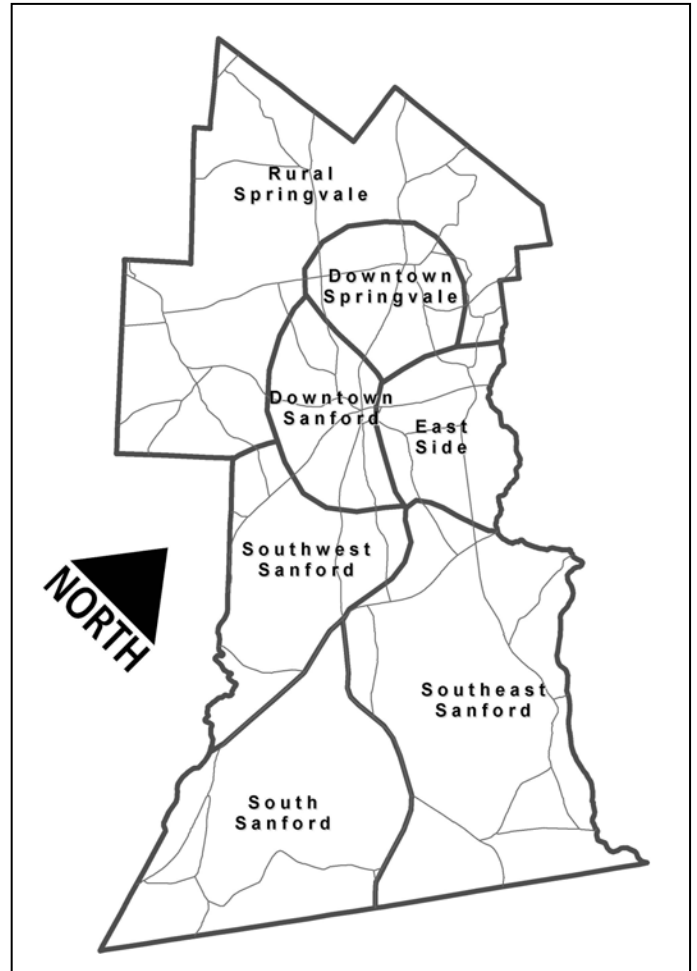 Rural
Springvale
Downtown
Springvale
Downtown
Sanford
East
Side
Southwest
Sanford
NORTH
Southeast
Sanford
South
Sanford